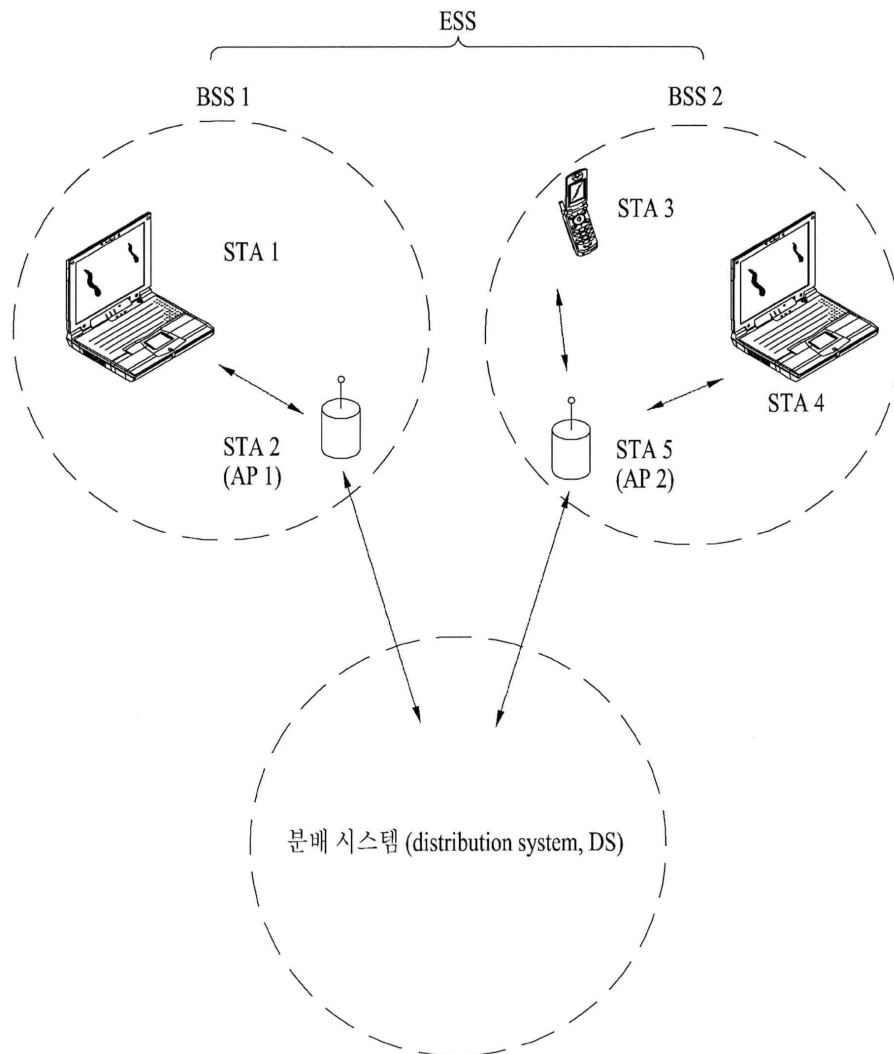 ESS
BSS 1
BSS 2
STA 1
STA 2
(AP 1)
STA 3
STA 4
STA 5
(AP 2)
분배 시스템 (distribution system, DS)